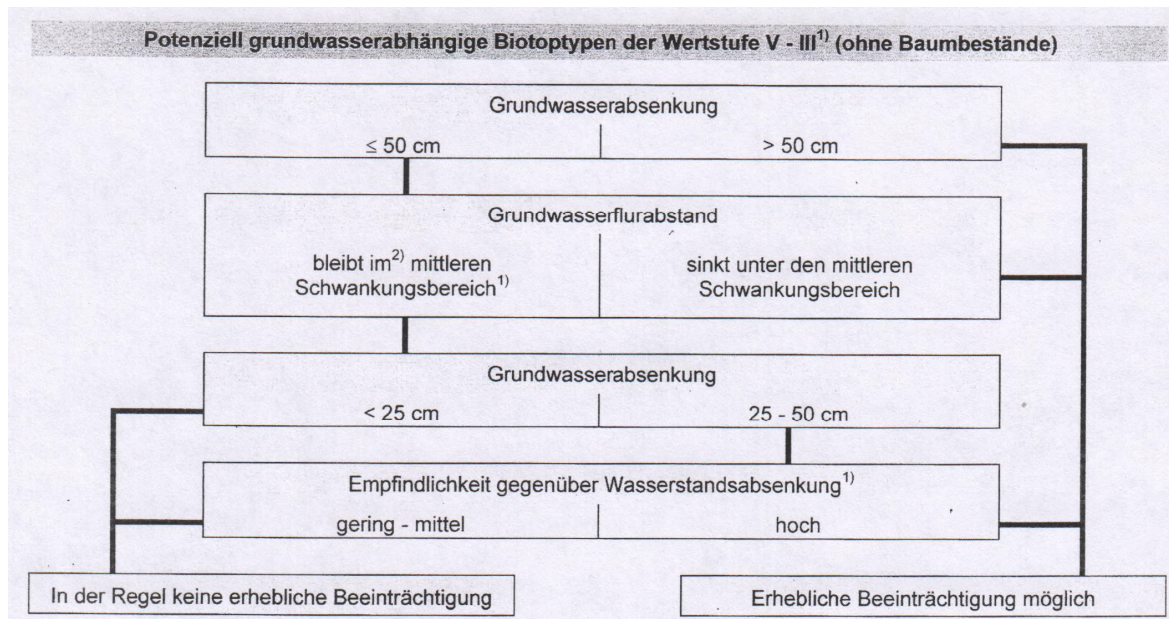 Potenziell grundwasserabhängige Biotoptypen der Wertstufe V - III1) (ohne Baumbestände)
Grundwasserabsenkung
≤ 50 cm
> 50 cm
Grundwasserflurabstand
bleibt im2) mittleren
Schwankungsbereich1)
sinkt unter den mittleren
Schwankungsbereich
Grundwasserabsenkung
< 25 cm
25 - 50 cm
Empfindlichkeit gegenüber Wasserstandsabsenkung1)
gering - mittel
hoch
In der Regel keine erhebliche Beeinträchtigung
Erhebliche Beeinträchtigung möglich